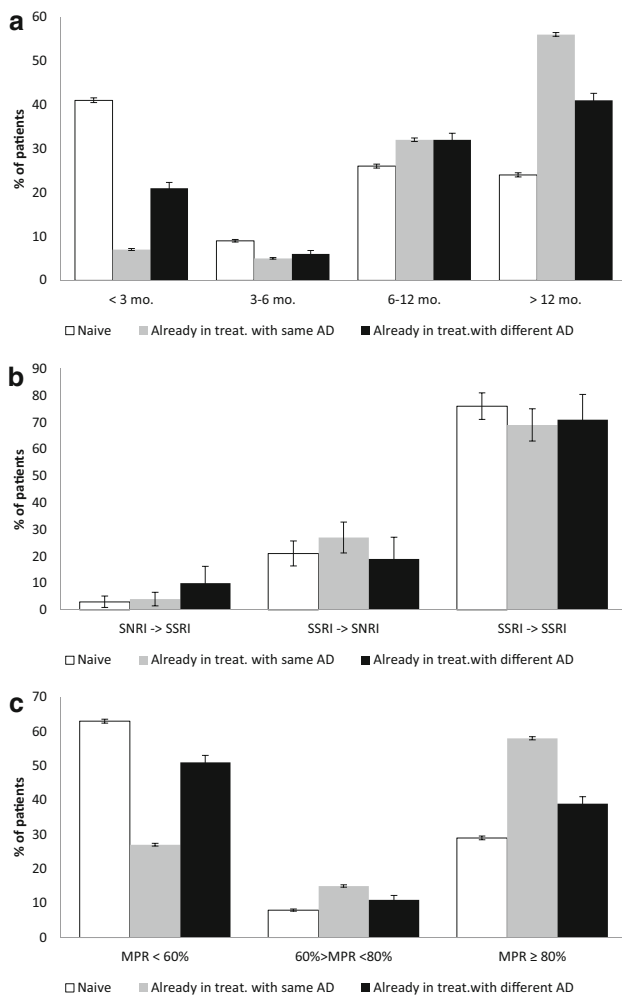 a
% of patients
60
50
40
30
20
10
0
< 3 mo. 3-6 mo. 6-12 mo. > 12 mo.
Naive Already in treat. with same AD Already in treat.with different AD
b
% of patients
90
80
70
60
50
40
30
20
10
0
SNRI -> SSRI SSRI -> SNRI SSRI -> SSRI
Naive Already in treat. with same AD Already in treat.with different AD
c
% of patients
70
60
50
40
30
20
10
0
MPR < 60% 60%>MPR <80% MPR ≥ 80%
Naive Already in treat. with same AD Already in treat.with different AD